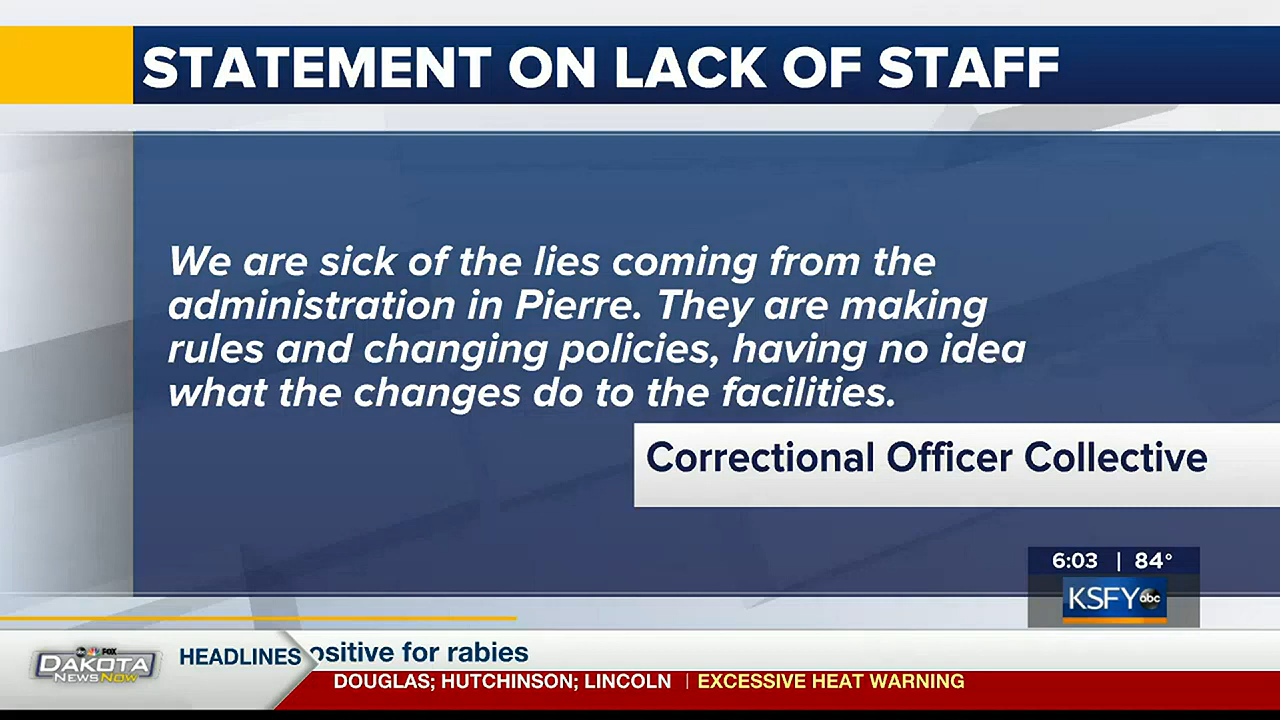 STATEMENT ON LACK OF STAFF
We are sick of the lies coming from the
administration in Pierre. They are making
rules and changing policies, having no idea
what the changes do to the facilities.
Correctional Officer Collective
6:03 | 84°
KSFY abc
abc FOX
DAKOTA
NEWS NOW
HEADLINES
ositive for rabies
DOUGLAS; HUTCHINSON; LINCOLN | EXCESSIVE HEAT WARNING